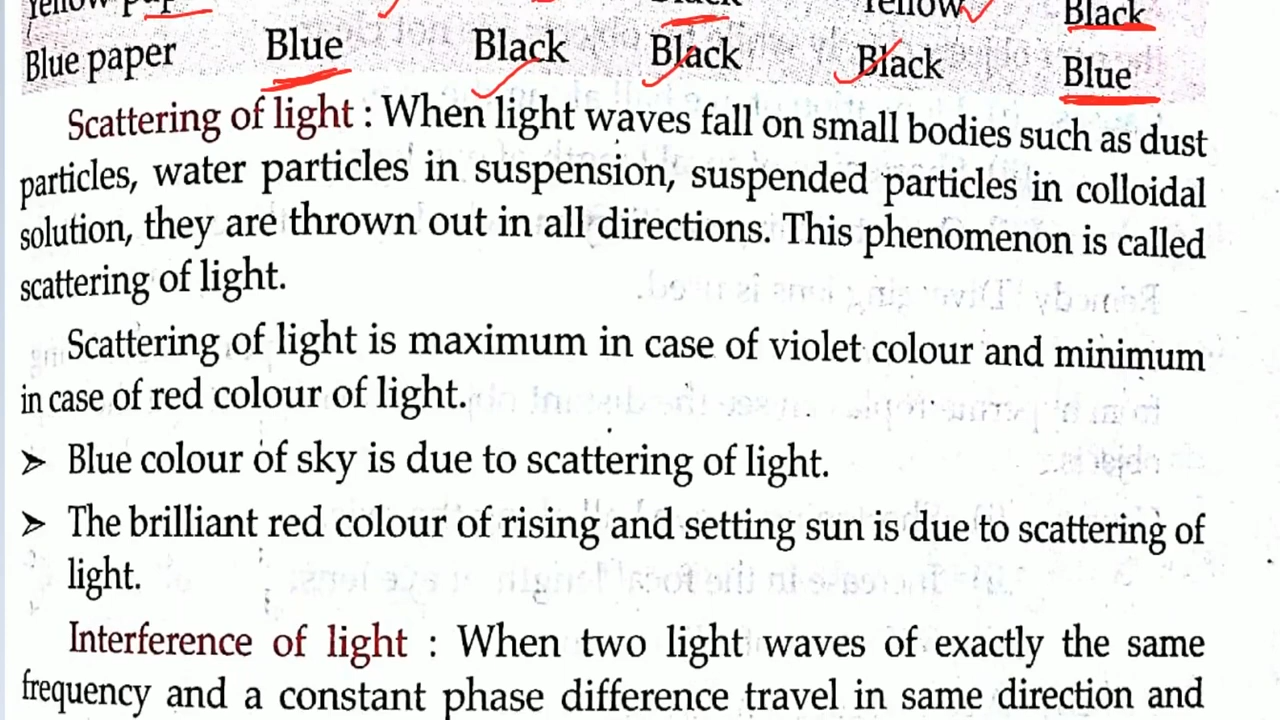 Yellow Black
Blue paper Blue Black Black Black Blue
Scattering of light : When light waves fall on small bodies such as dust
particles, water particles in suspension, suspended particles in colloidal
solution, they are thrown out in all directions. This phenomenon is called
scattering of light.
Scattering of light is maximum in case of violet colour and minimum
in case of red colour of light.
➢ Blue colour of sky is due to scattering of light.
➢ The brilliant red colour of rising and setting sun is due to scattering of
light.
Interference of light : When two light waves of exactly the same
frequency and a constant phase difference travel in same direction and